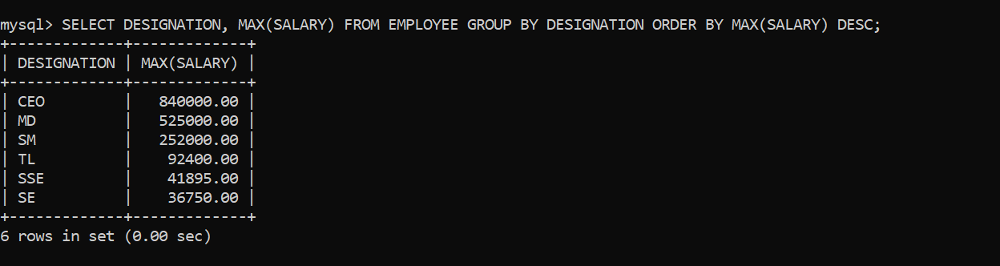 mysql> SELECT DESIGNATION, MAX(SALARY) FROM EMPLOYEE GROUP BY DESIGNATION ORDER BY MAX(SALARY) DESC;
+-------------+-------------+
| DESIGNATION | MAX(SALARY) |
+-------------+-------------+
| CEO         |   840000.00 |
| MD          |   525000.00 |
| SM          |   252000.00 |
| TL          |    92400.00 |
| SSE         |    41895.00 |
| SE          |    36750.00 |
+-------------+-------------+
6 rows in set (0.00 sec)